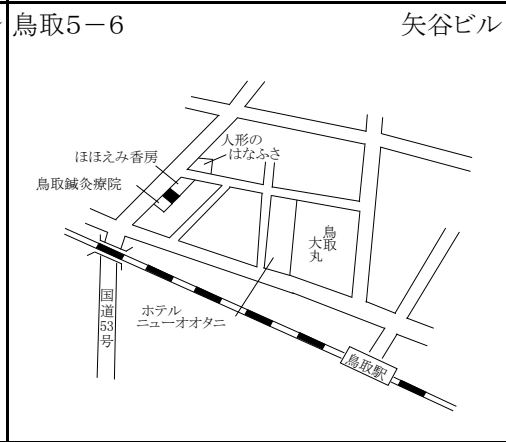 鳥取5－6
矢谷ビル
人形の
はなふさ
ほほえみ香房
鳥取鍼灸療院
鳥取
大丸
国道53号
ホテル
ニューオオタニ
鳥取駅